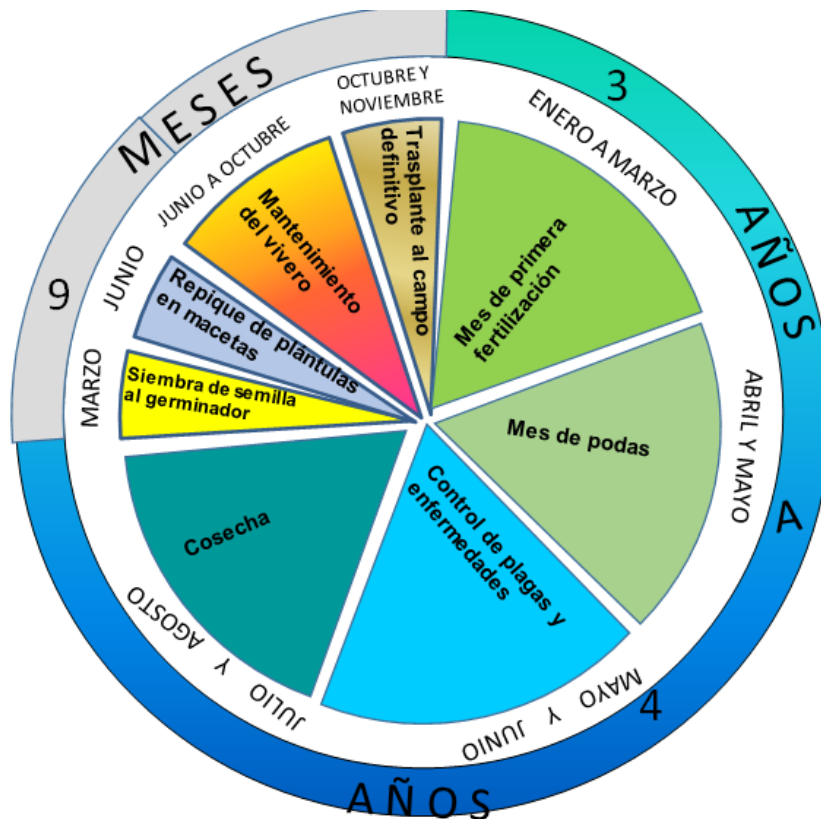 9 MESES
3 AÑOS A 4 AÑOS
MARZO
Siembra de semilla
al germinador
JUNIO
Repique de plántulas
en macetas
JUNIO A OCTUBRE
Mantenimiento
del vivero
OCTUBRE Y
NOVIEMBRE
Trasplante al campo
definitivo
ENERO A MARZO
Mes de primera
fertilización
ABRIL Y MAYO
Mes de podas
MAYO Y JUNIO
Control de plagas y
enfermedades
JULIO Y AGOSTO
Cosecha